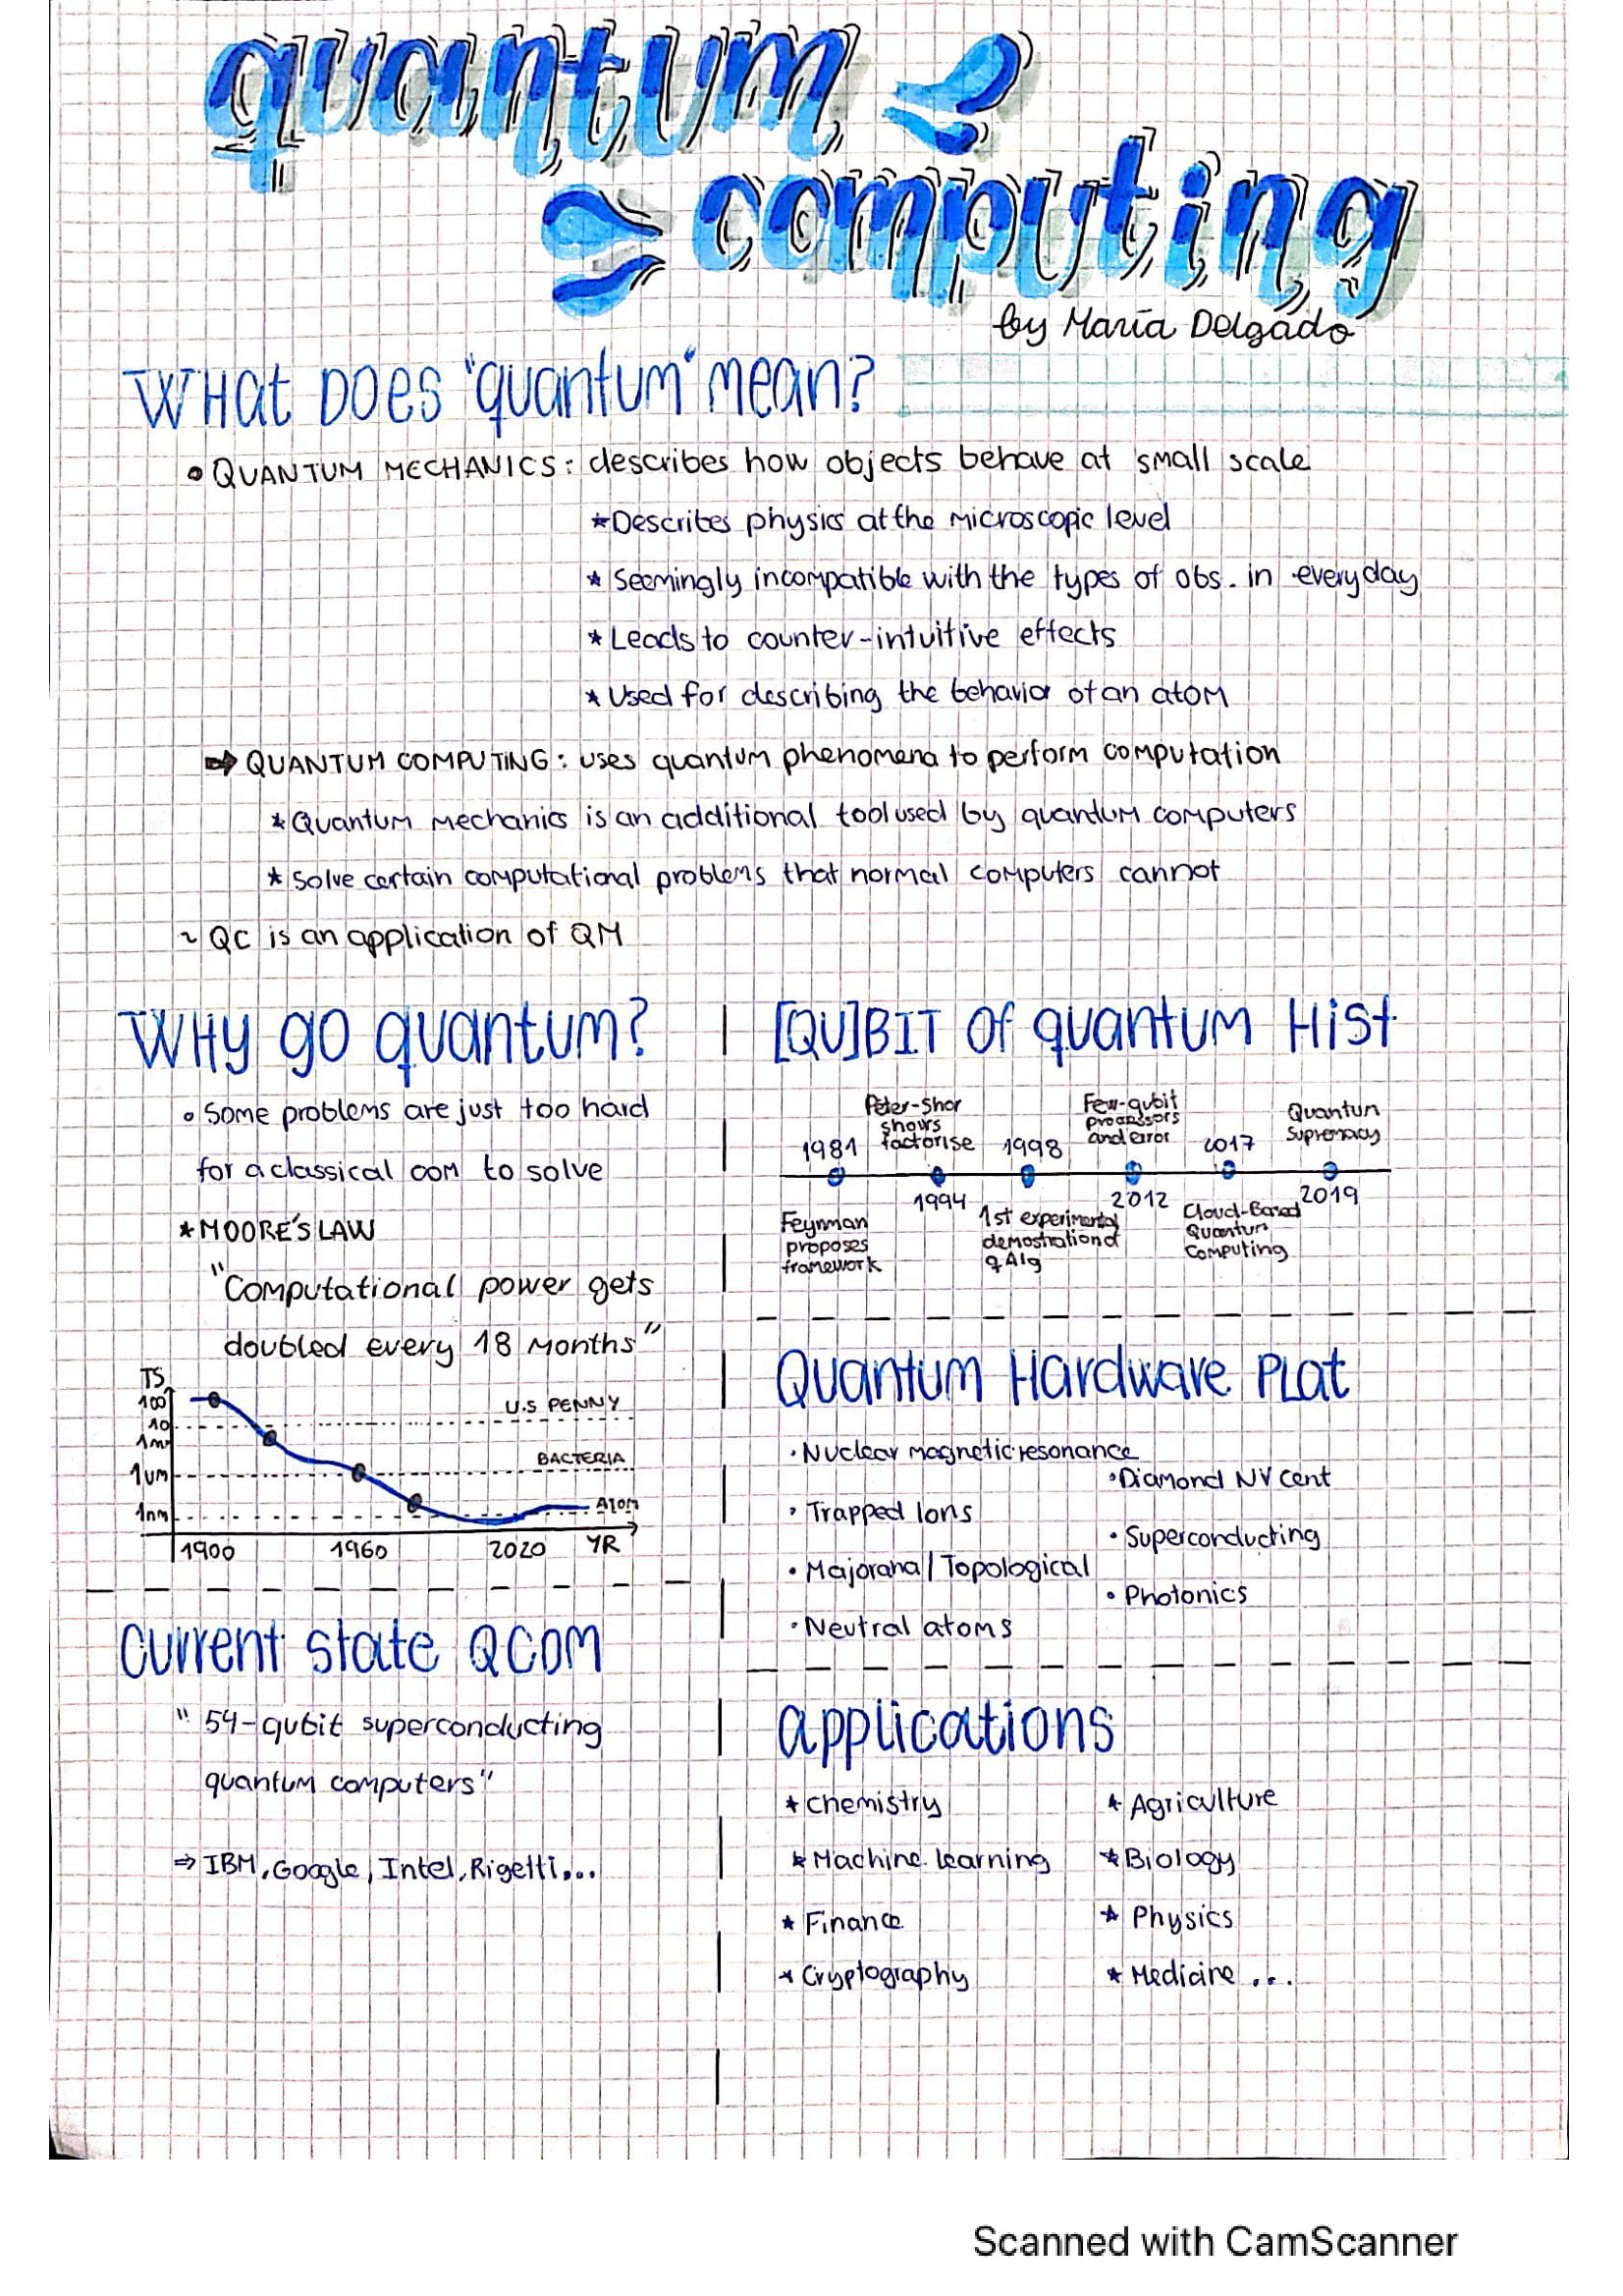 quantum
computing
by María Delgado
WHat DOES "quantum" mean?
• QUANTUM MECHANICS: describes how objects behave at small scale
*Describes physics at the microscopic level
* Seemingly incompatible with the types of obs. in everyday
* Leads to counter-intuitive effects
* Used for describing the behavior of an atom
⇒ QUANTUM COMPUTING: uses quantum phenomena to perform computation
* Quantum mechanics is an additional tool used by quantum computers
* Solve certain computational problems that normal computers cannot
~ QC is an application of QM
WHy go quantum?
• Some problems are just too hard
for a classical com to solve
* MOORE'S LAW
"Computational power gets
doubled every 18 months"
TS
100
10
1m
1um
1nm
U.S PENNY
BACTERIA
Atom
1900 1960 2020 YR
Current state QCOM
"54-qubit superconducting
quantum computers"
⇒ IBM, Google, Intel, Rigetti...
[QU]BIT Of quantum Hist
1981
Feynman
proposes
framework
Peter-Shor
shows
factorise
1994
1998
1st experimental
demostration of
q Alg
Few-qubit
processors
and error
2012
2017
Cloud-Based
Quantum
Computing
Quantum
Supremacy
2019
Quantum Hardware PLat
• Nuclear magnetic resonance
• Diamond NV cent
• Trapped Ions
• Superconducting
• Majorana/Topological
• Photonics
• Neutral atoms
applications
* Chemistry * Agriculture
* Machine learning * Biology
* Finance * Physics
* Cryptography * Medicine ...
Scanned with CamScanner